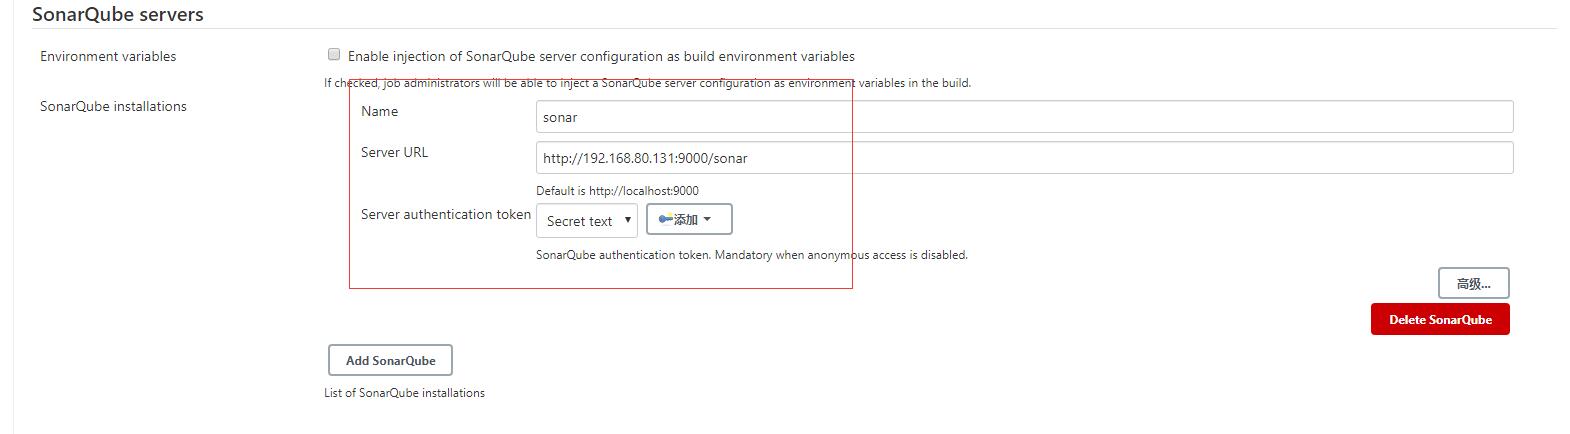 SonarQube servers
Environment variables
Enable injection of SonarQube server configuration as build environment variables
If checked, job administrators will be able to inject a SonarQube server configuration as environment variables in the build.
SonarQube installations
Name
sonar
Server URL
http://192.168.80.131:9000/sonar
Default is http://localhost:9000
Server authentication token
Secret text
添加
SonarQube authentication token. Mandatory when anonymous access is disabled.
高级...
Delete SonarQube
Add SonarQube
List of SonarQube installations